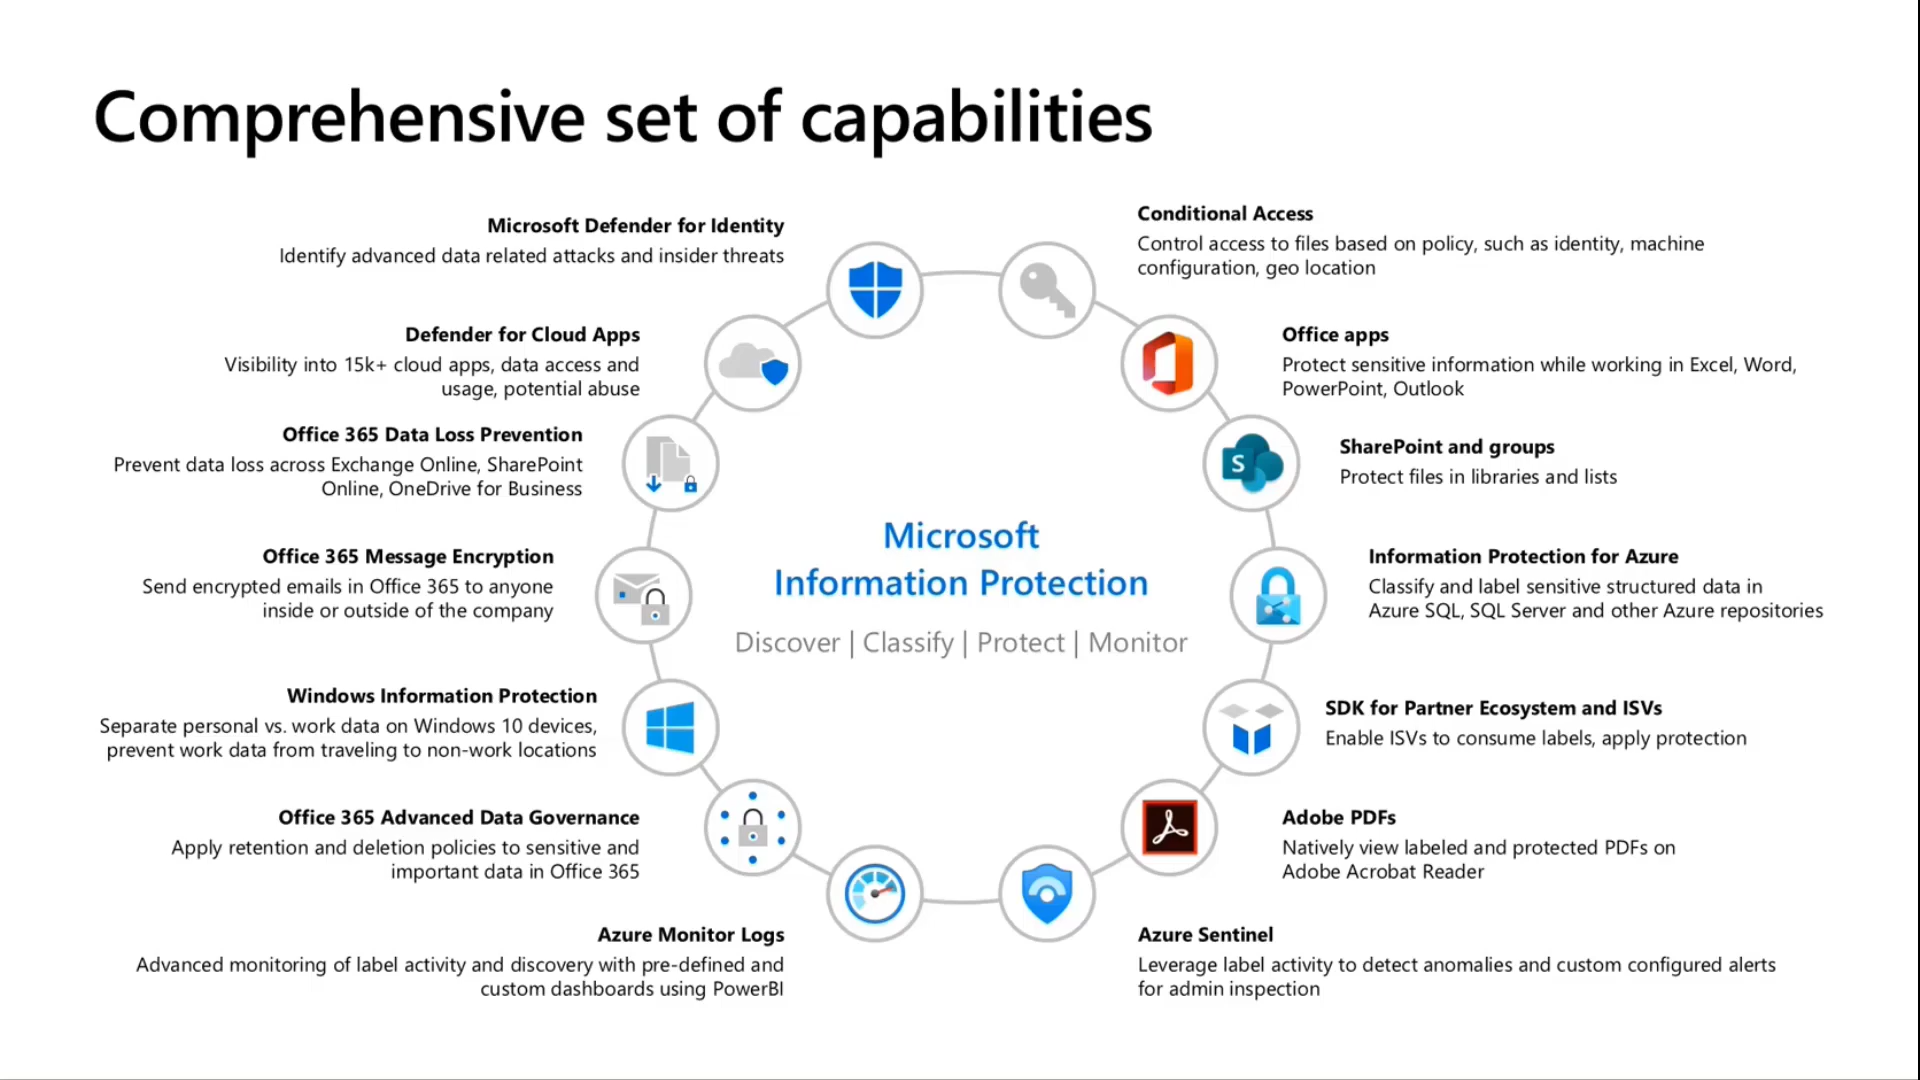 Comprehensive set of capabilities
Microsoft Defender for Identity
Identify advanced data related attacks and insider threats
Defender for Cloud Apps
Visibility into 15k+ cloud apps, data access and
usage, potential abuse
Office 365 Data Loss Prevention
Prevent data loss across Exchange Online, SharePoint
Online, OneDrive for Business
Office 365 Message Encryption
Send encrypted emails in Office 365 to anyone
inside or outside of the company
Windows Information Protection
Separate personal vs. work data on Windows 10 devices,
prevent work data from traveling to non-work locations
Office 365 Advanced Data Governance
Apply retention and deletion policies to sensitive and
important data in Office 365
Azure Monitor Logs
Advanced monitoring of label activity and discovery with pre-defined and
custom dashboards using PowerBI
Microsoft
Information Protection
Discover | Classify | Protect | Monitor
Conditional Access
Control access to files based on policy, such as identity, machine
configuration, geo location
Office apps
Protect sensitive information while working in Excel, Word,
PowerPoint, Outlook
S
SharePoint and groups
Protect files in libraries and lists
Information Protection for Azure
Classify and label sensitive structured data in
Azure SQL, SQL Server and other Azure repositories
SDK for Partner Ecosystem and ISVs
Enable ISVs to consume labels, apply protection
Adobe PDFs
Natively view labeled and protected PDFs on
Adobe Acrobat Reader
Azure Sentinel
Leverage label activity to detect anomalies and custom configured alerts
for admin inspection